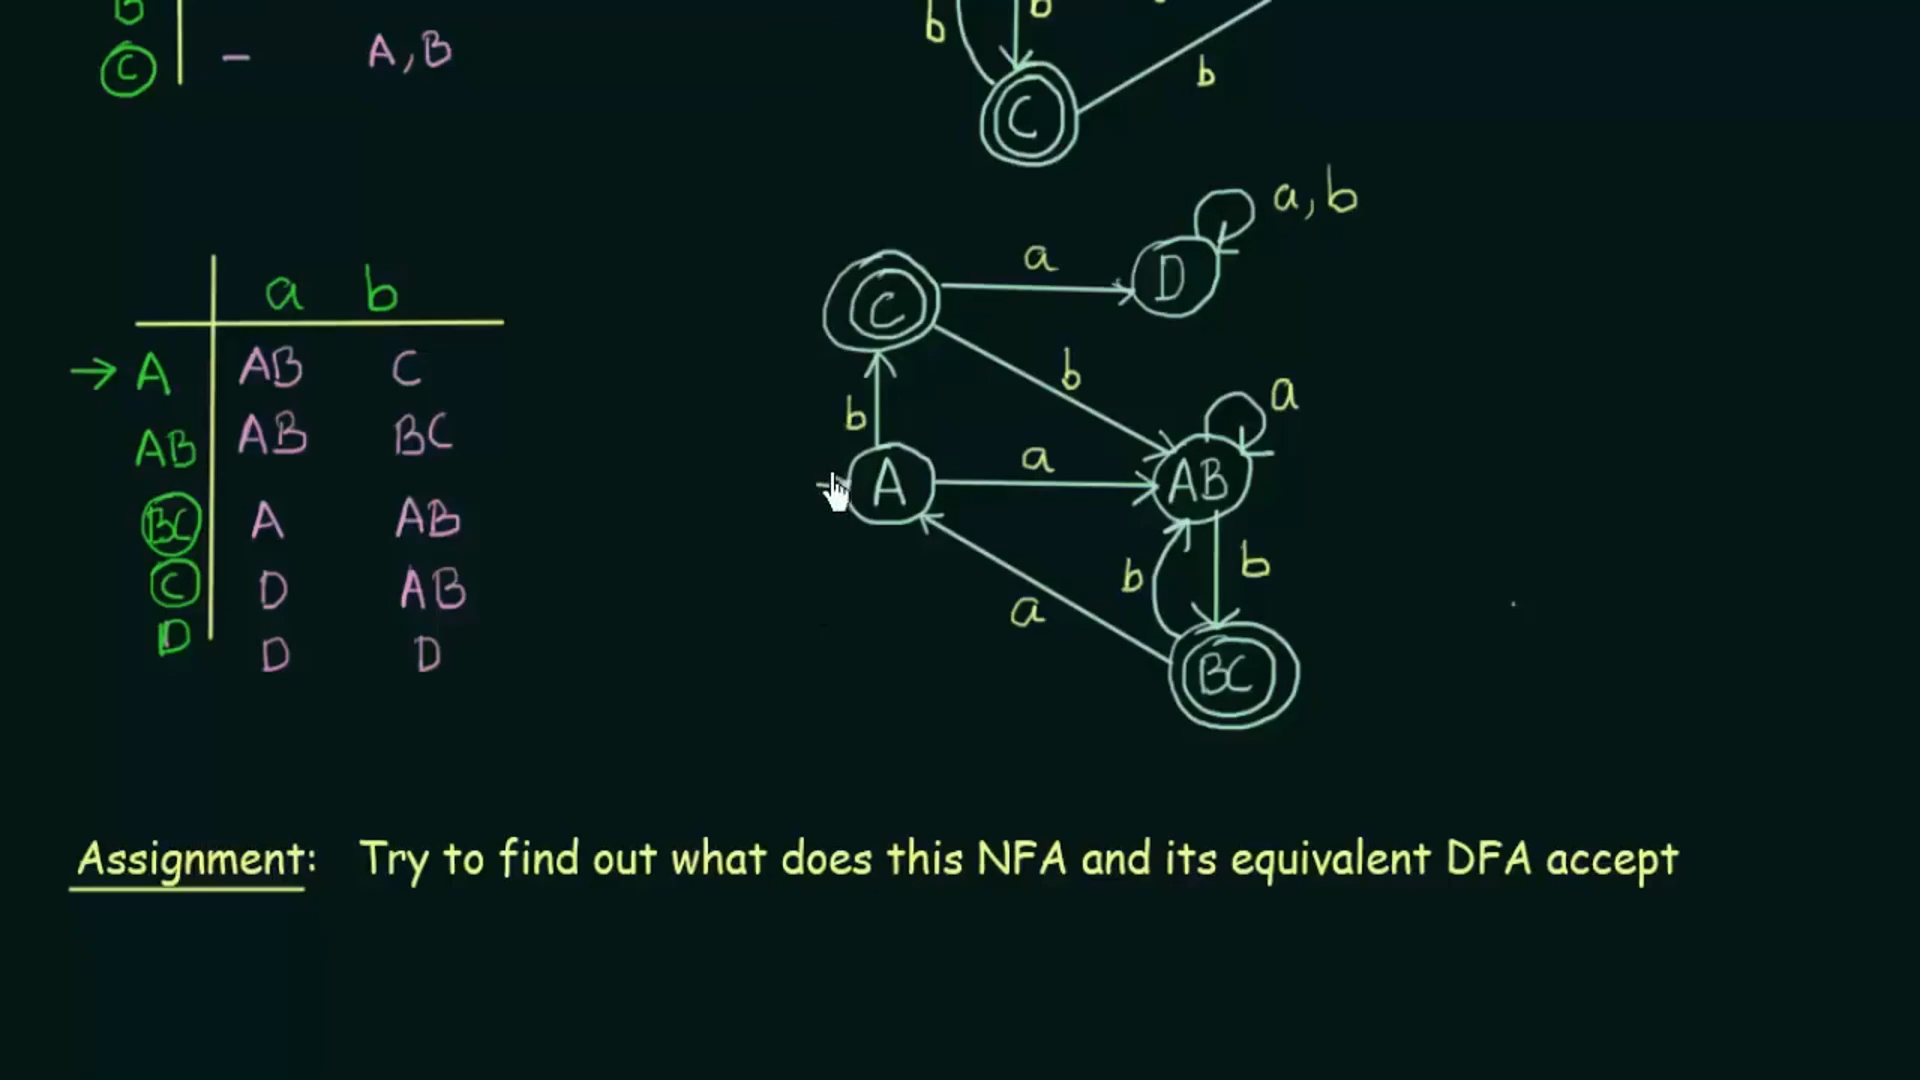 B
C - A, B
b b
b
C
a b
→ A AB C
AB AB BC
BC A AB
C D AB
D D D
a, b
C a D
b
a
b
A a AB
b b
a
BC
Assignment: Try to find out what does this NFA and its equivalent DFA accept